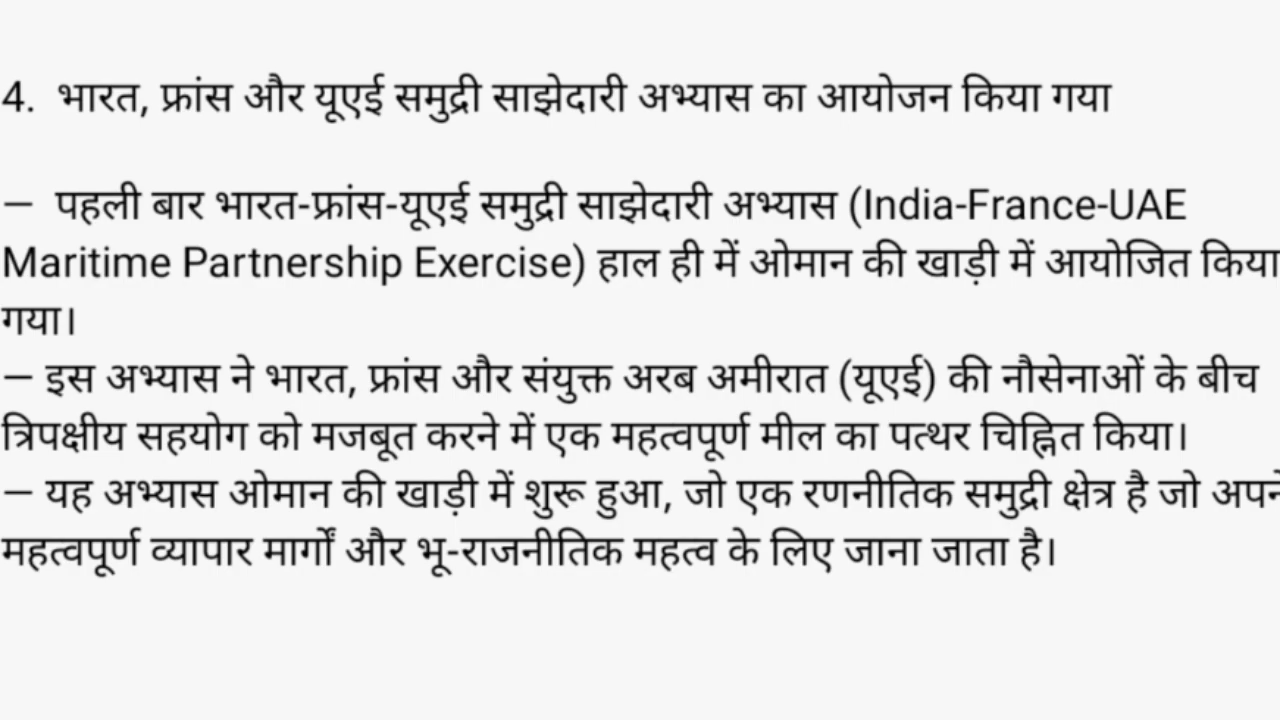 4. भारत, फ्रांस और यूएई समुद्री साझेदारी अभ्यास का आयोजन किया गया
– पहली बार भारत-फ्रांस-यूएई समुद्री साझेदारी अभ्यास (India-France-UAE
Maritime Partnership Exercise) हाल ही में ओमान की खाड़ी में आयोजित किया
गया।
– इस अभ्यास ने भारत, फ्रांस और संयुक्त अरब अमीरात (यूएई) की नौसेनाओं के बीच
त्रिपक्षीय सहयोग को मजबूत करने में एक महत्वपूर्ण मील का पत्थर चिह्नित किया।
– यह अभ्यास ओमान की खाड़ी में शुरू हुआ, जो एक रणनीतिक समुद्री क्षेत्र है जो अपने
महत्वपूर्ण व्यापार मार्गों और भू-राजनीतिक महत्व के लिए जाना जाता है।